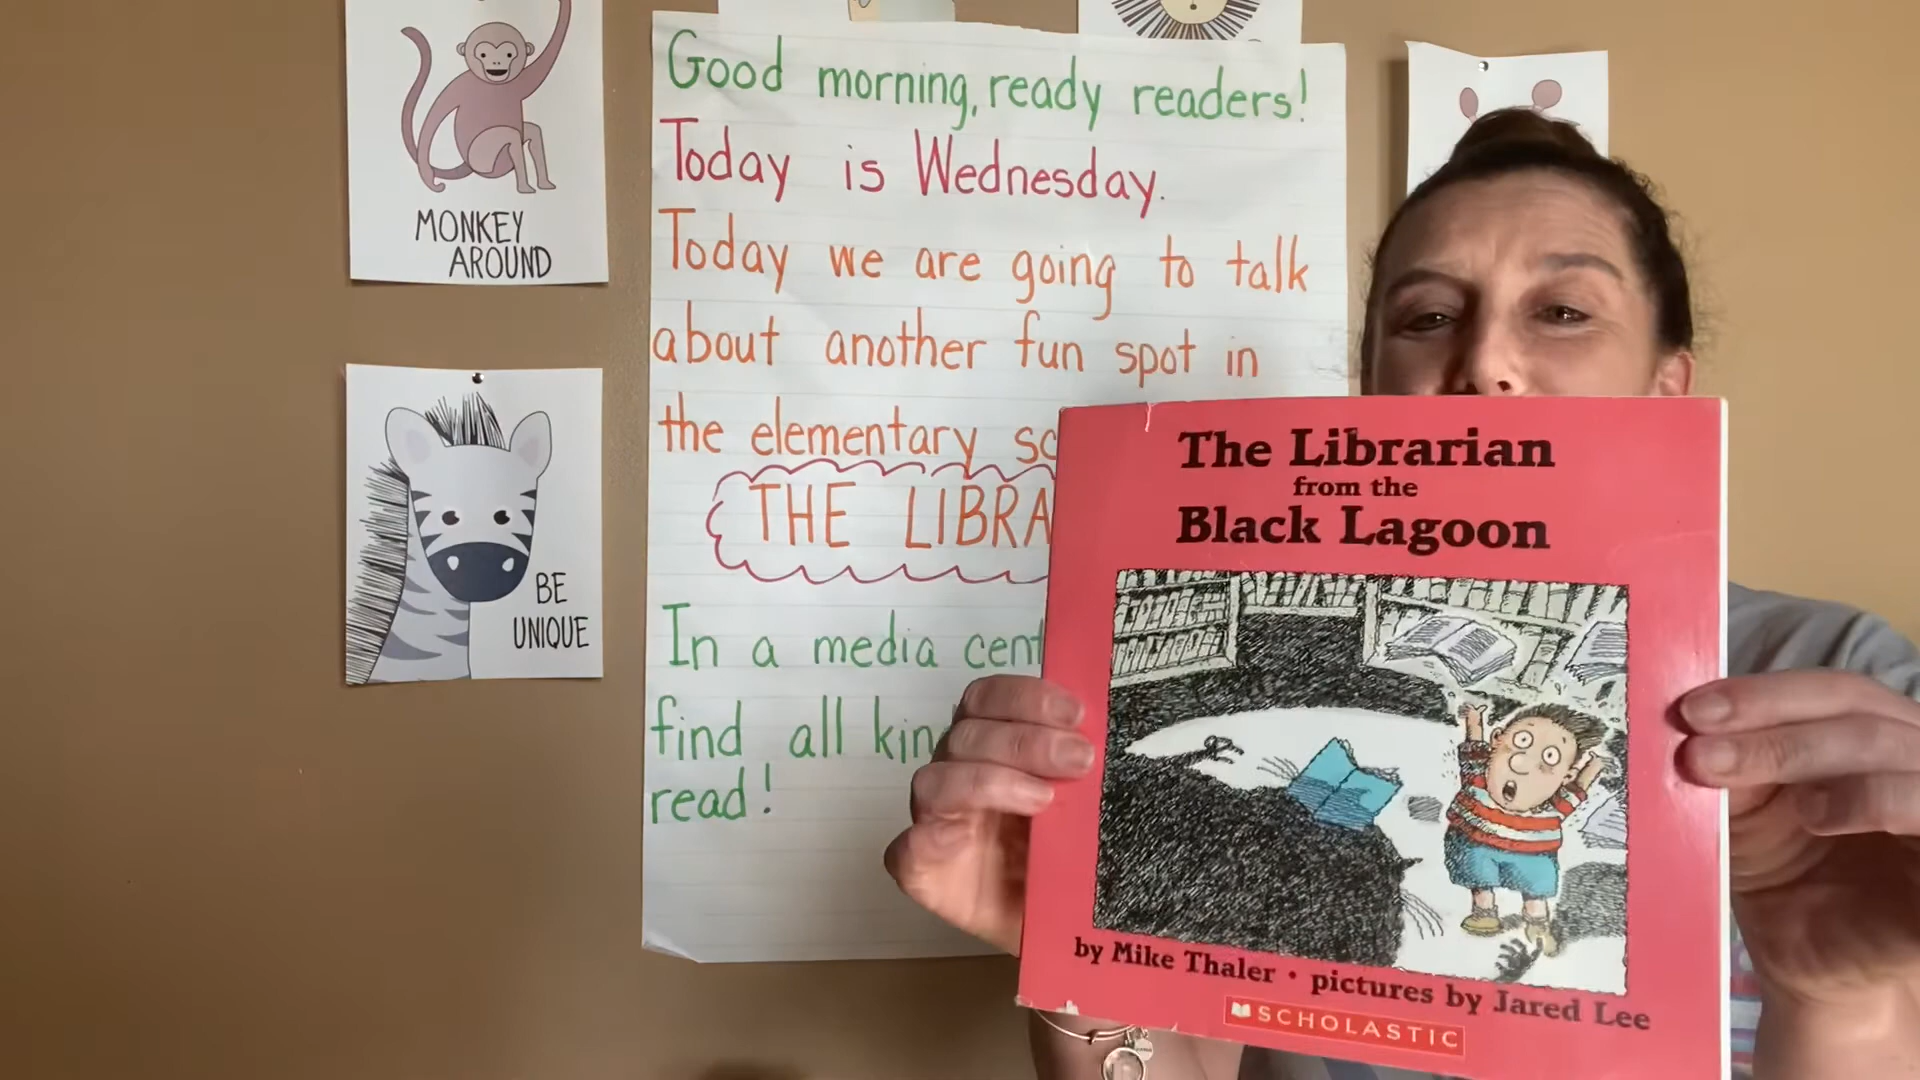 MONKEY
AROUND
BE
UNIQUE
Good morning, ready readers!
Today is Wednesday.
Today we are going to talk
about another fun spot in
the elementary
THE
In a media
find all
read!
The Librarian
from the
Black Lagoon
by Mike Thaler • pictures by Jared Lee
SCHOLASTIC